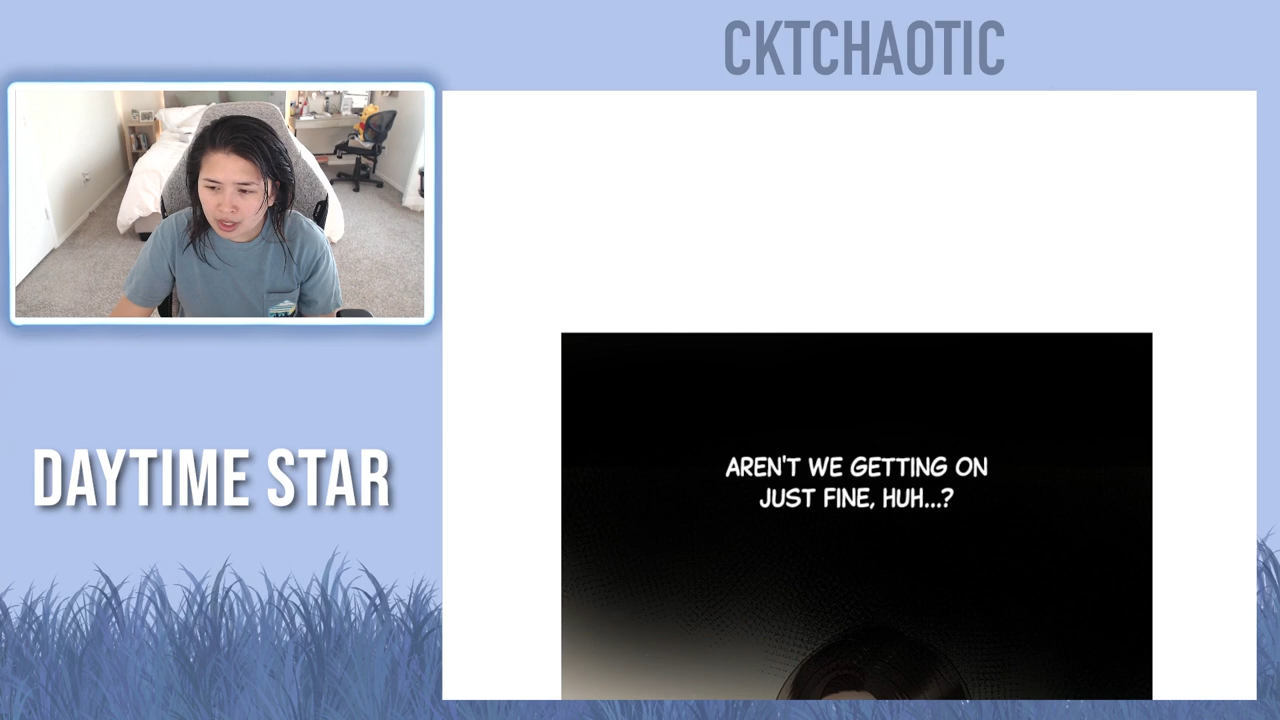 CKTCHAOTIC
DAYTIME STAR
AREN'T WE GETTING ON
JUST FINE, HUH...?